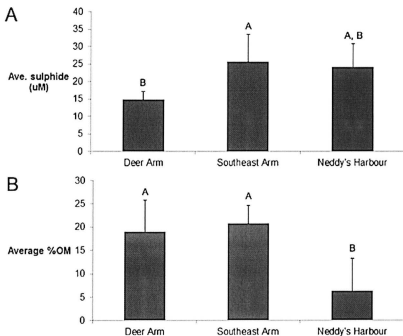 A
40
35
30
25
20
15
10
5
0
Ave. sulphide
(uM)
B
A
A, B
Deer Arm Southeast Arm Neddy's Harbour
B
30
25
20
15
10
5
0
Average %OM
A
A
B
Deer Arm Southeast Arm Neddy's Harbour